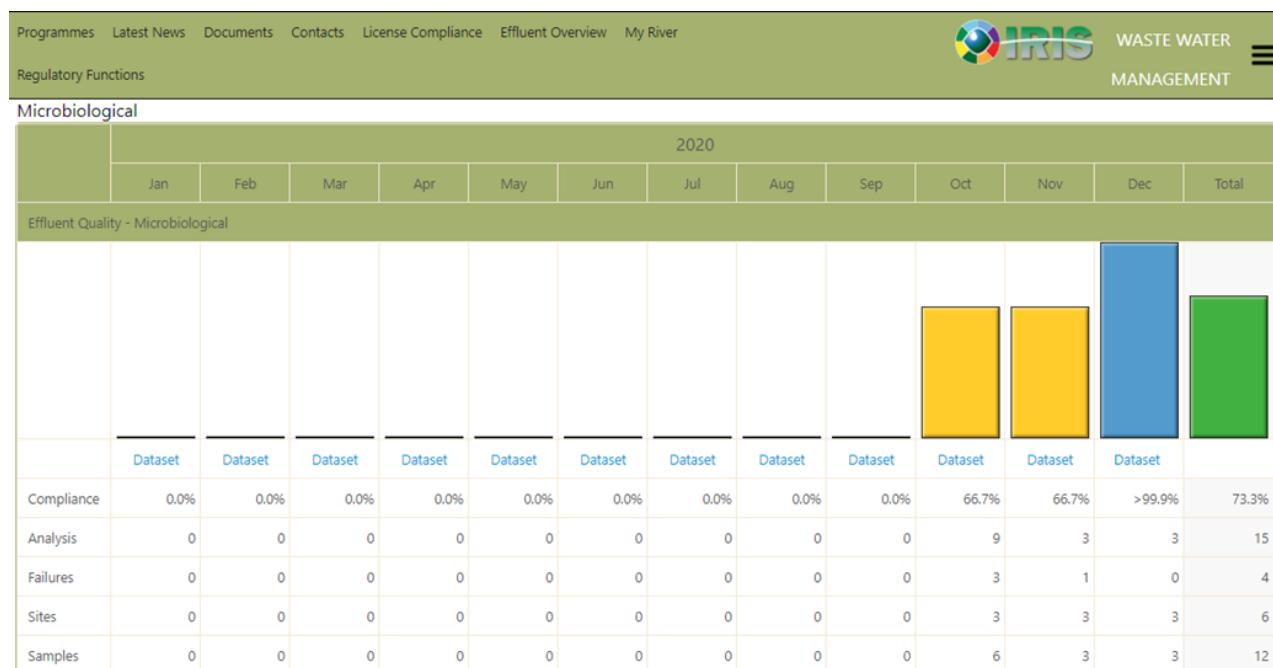 Programmes Latest News Documents Contacts License Compliance Effluent Overview My River
Regulatory Functions
IRIS
WASTE WATER
MANAGEMENT
Microbiological
2020
Jan Feb Mar Apr May Jun Jul Aug Sep Oct Nov Dec Total
Effluent Quality - Microbiological
Dataset Dataset Dataset Dataset Dataset Dataset Dataset Dataset Dataset Dataset Dataset Dataset
Compliance 0.0% 0.0% 0.0% 0.0% 0.0% 0.0% 0.0% 0.0% 0.0% 66.7% 66.7% >99.9% 73.3%
Analysis 0 0 0 0 0 0 0 0 0 9 3 3 15
Failures 0 0 0 0 0 0 0 0 0 3 1 0 4
Sites 0 0 0 0 0 0 0 0 0 3 3 3 6
Samples 0 0 0 0 0 0 0 0 0 6 3 3 12